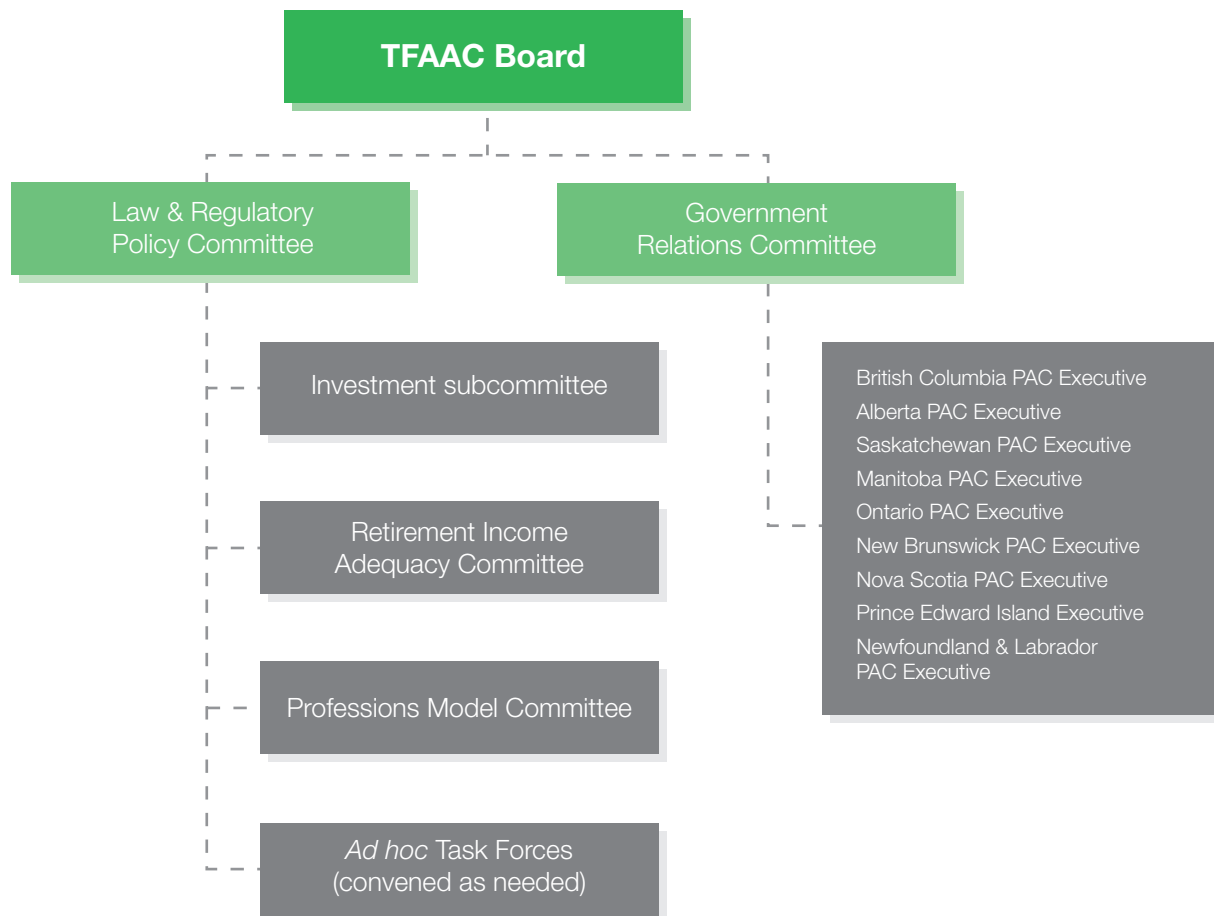 TFAAC Board
Law & Regulatory
Policy Committee
Government
Relations Committee
Investment subcommittee
Retirement Income
Adequacy Committee
Professions Model Committee
Ad hoc Task Forces
(convened as needed)
British Columbia PAC Executive
Alberta PAC Executive
Saskatchewan PAC Executive
Manitoba PAC Executive
Ontario PAC Executive
New Brunswick PAC Executive
Nova Scotia PAC Executive
Prince Edward Island Executive
Newfoundland & Labrador
PAC Executive